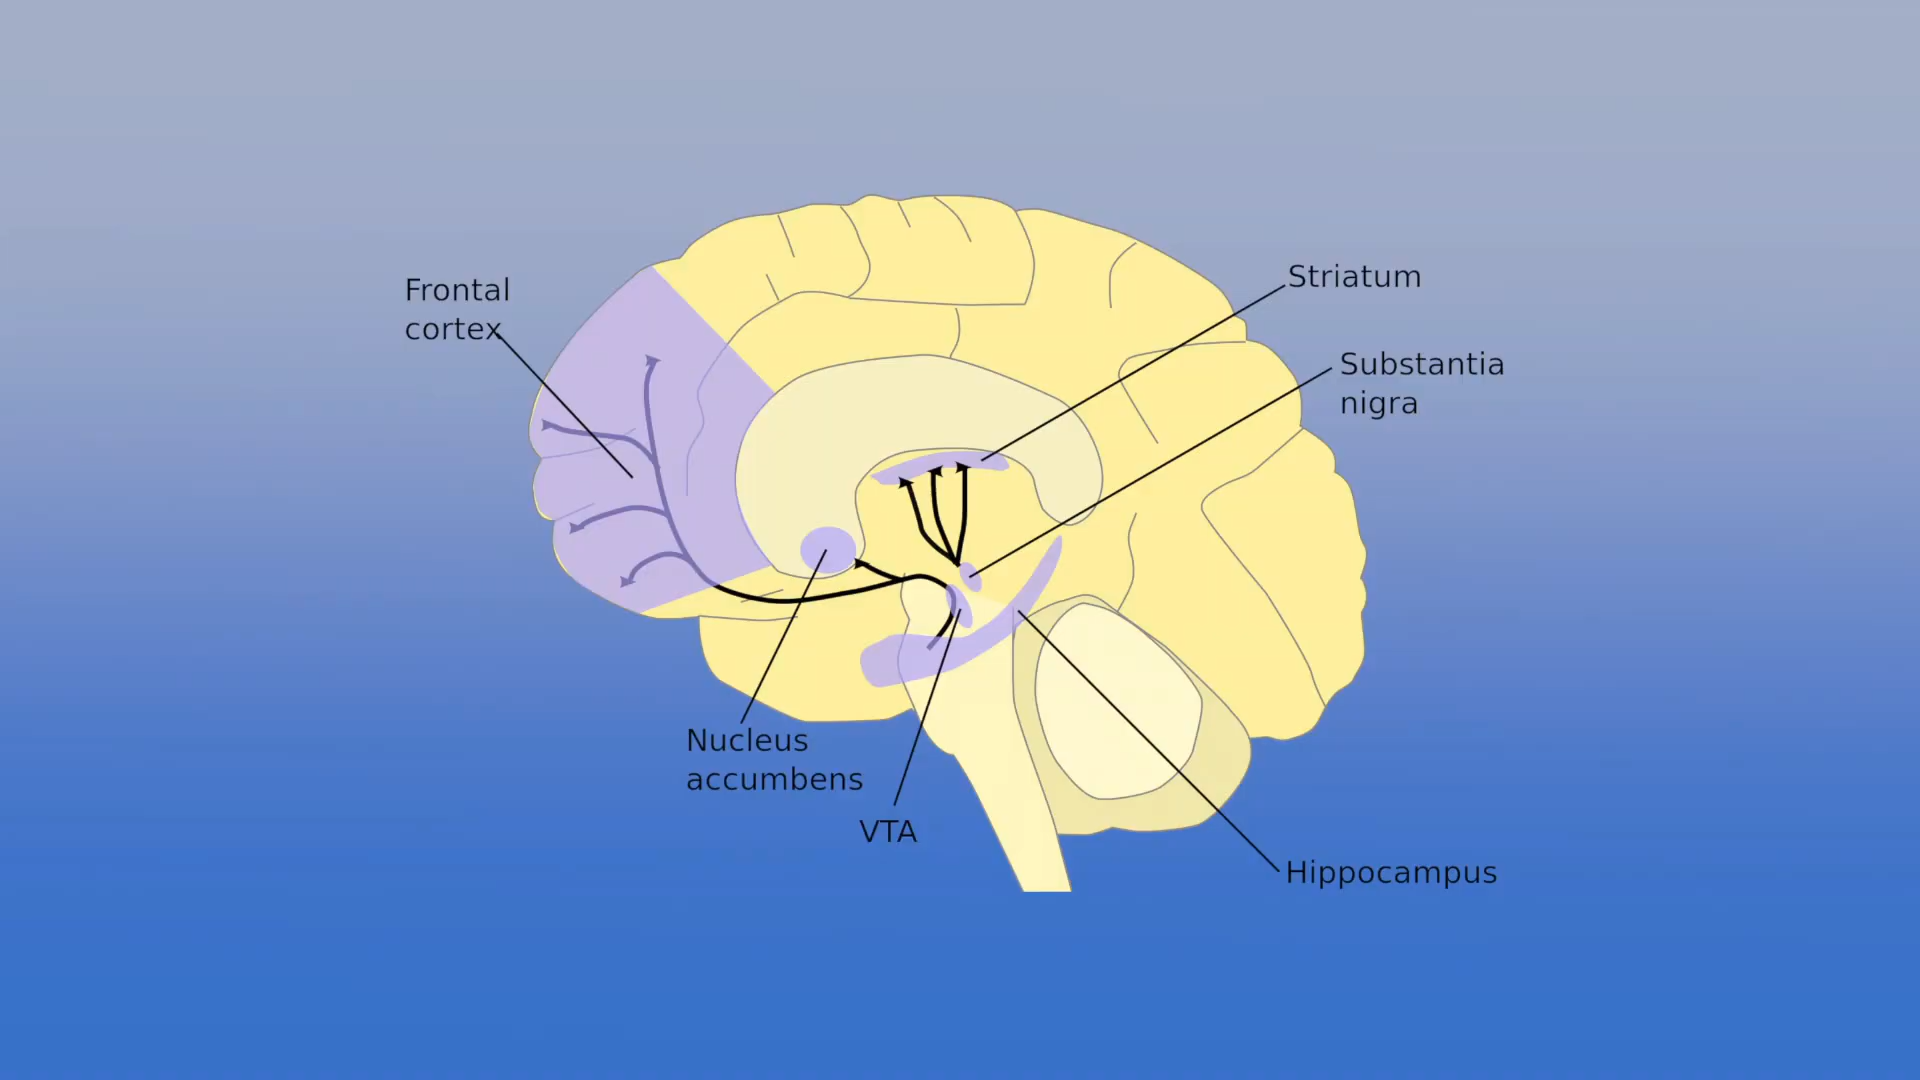 Frontal
cortex
Striatum
Substantia
nigra
Nucleus
accumbens
VTA
Hippocampus